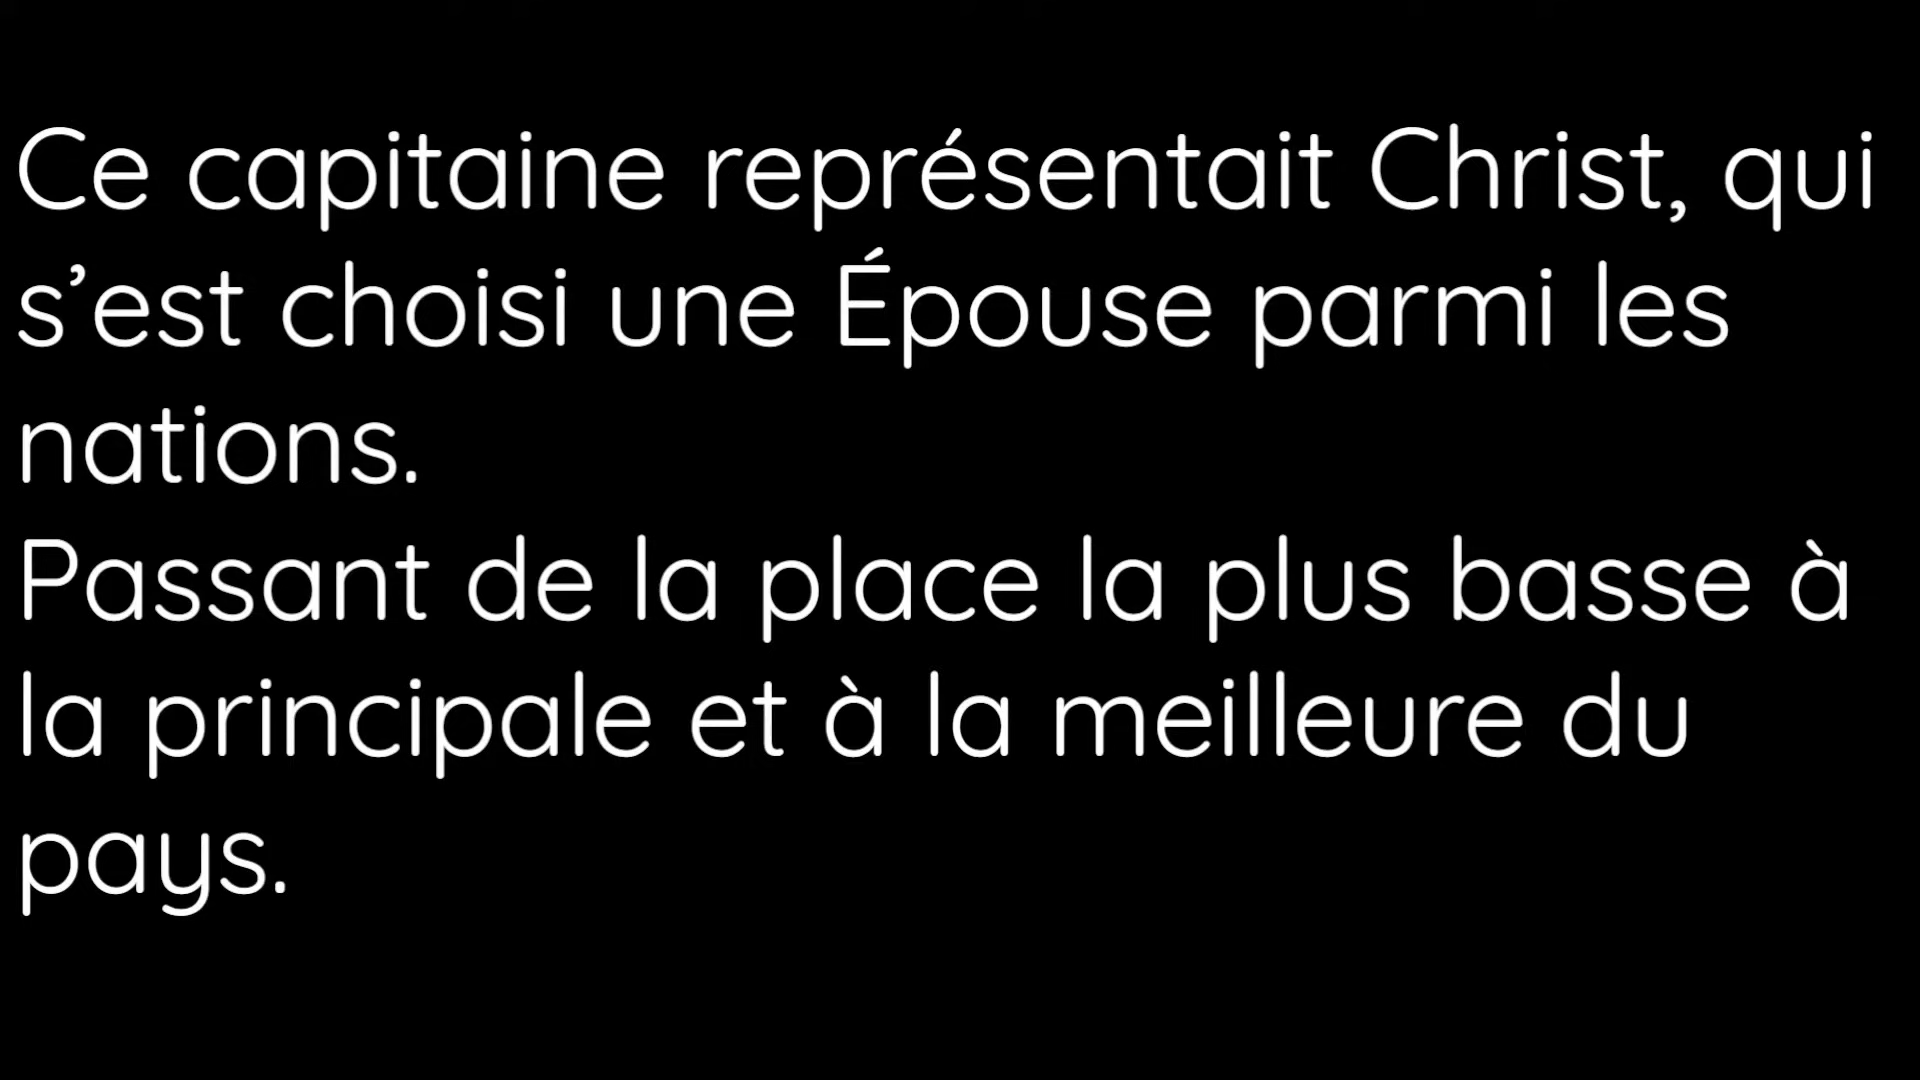 Ce capitaine représentait Christ, qui
s’est choisi une Épouse parmi les
nations.
Passant de la place la plus basse à
la principale et à la meilleure du
pays.